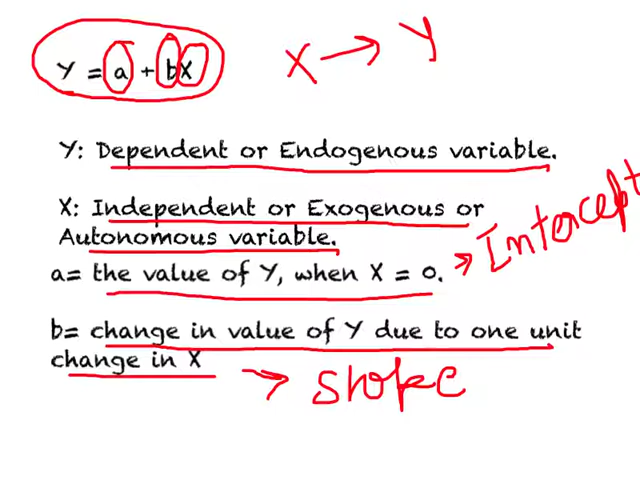 Y = a + bX
X → Y
Y: Dependent or Endogenous variable.
X: Independent or Exogenous or
Autonomous variable.
a= the value of Y, when X = 0.
→ Intercept
b= change in value of Y due to one unit
change in X
→ Slope